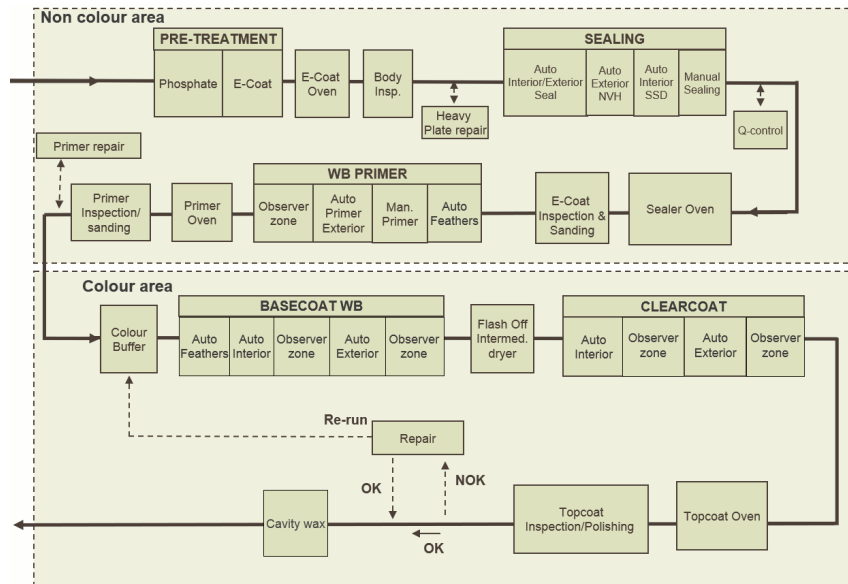 Non colour area
PRE-TREATMENT
Phosphate
E-Coat
E-Coat
Oven
Body
Insp.
Heavy
Plate repair
SEALING
Auto
Interior/Exterior
Seal
Auto
Exterior
NVH
Auto
Interior
SSD
Manual
Sealing
Q-control
Primer repair
Primer
Inspection/
sanding
Primer
Oven
WB PRIMER
Observer
zone
Auto
Primer
Exterior
Man.
Primer
Auto
Feathers
E-Coat
Inspection &
Sanding
Sealer Oven
Colour area
Colour
Buffer
BASECOAT WB
Auto
Feathers
Auto
Interior
Observer
zone
Auto
Exterior
Observer
zone
Flash Off
Intermed.
dryer
CLEARCOAT
Auto
Interior
Observer
zone
Auto
Exterior
Observer
zone
Re-run
Repair
OK
NOK
OK
Cavity wax
Topcoat
Inspection/Polishing
Topcoat Oven